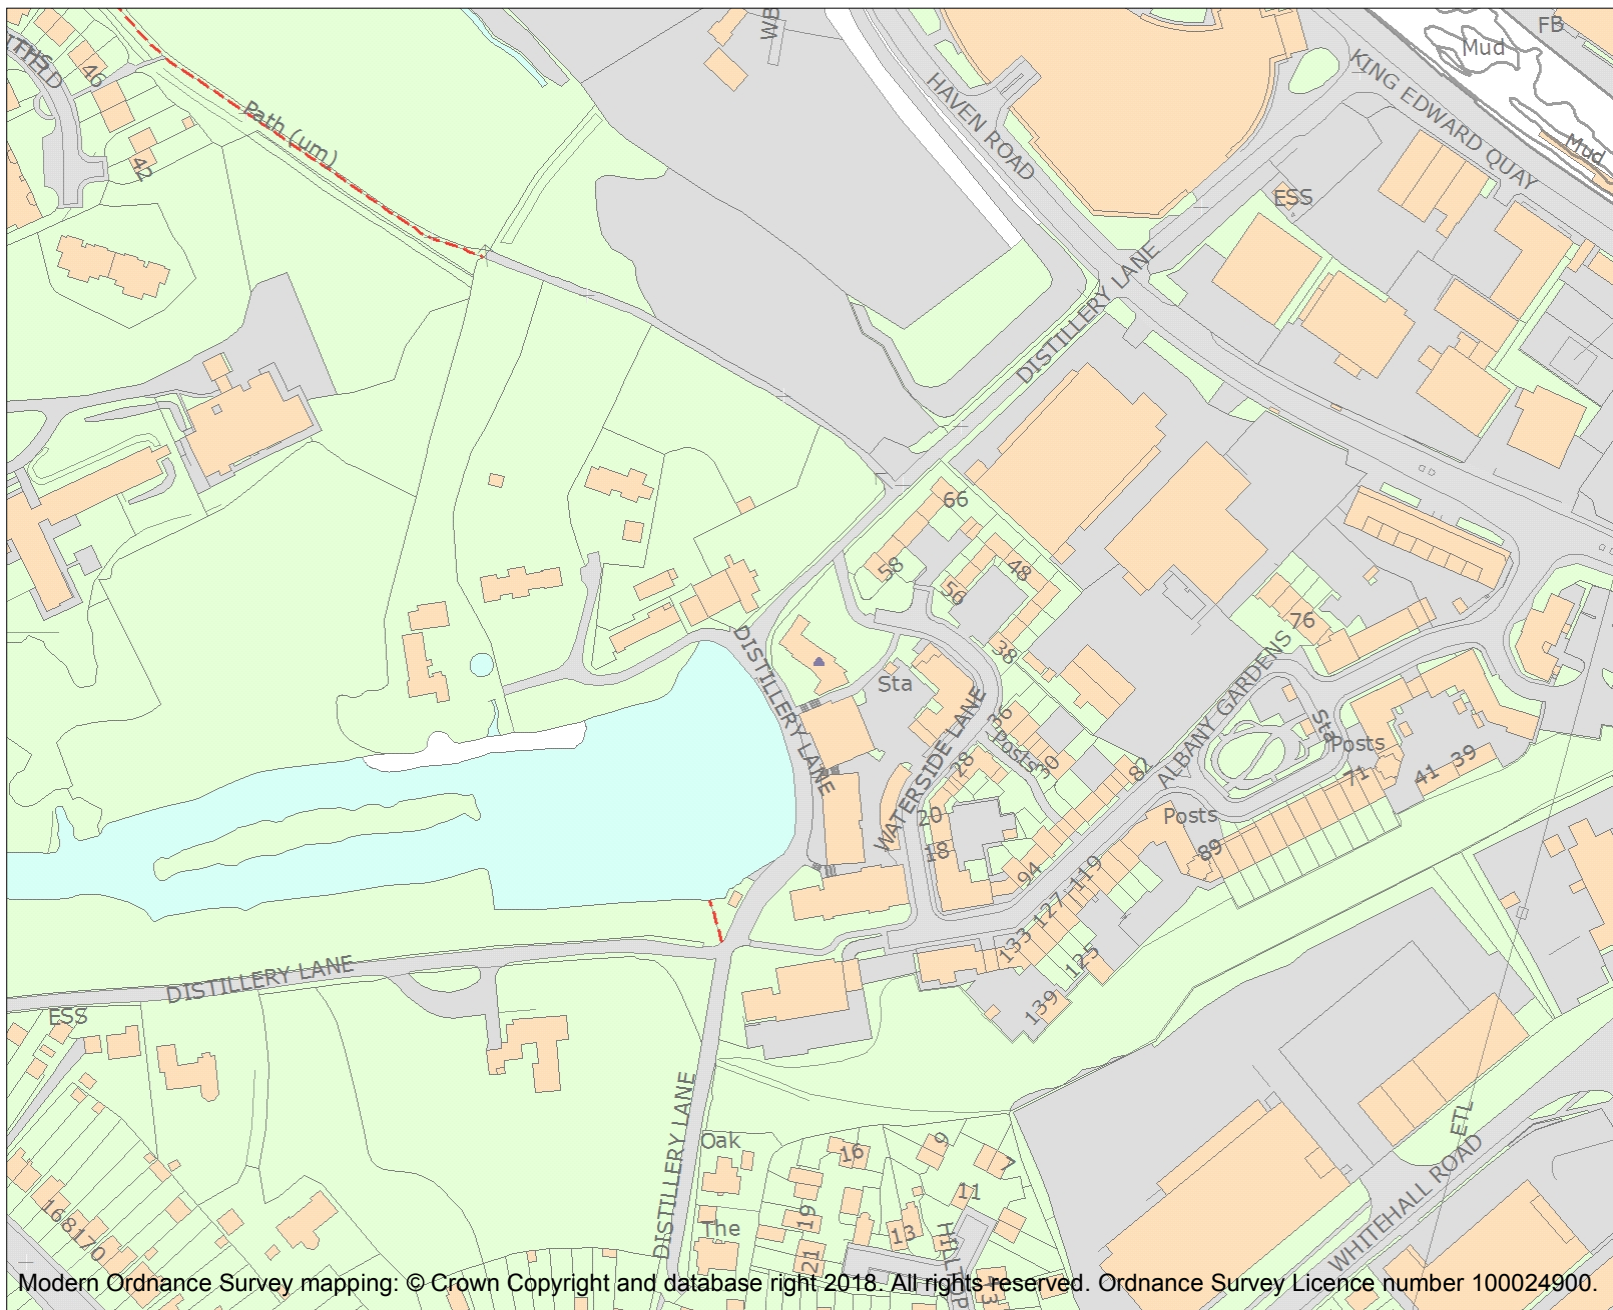 WB
FB
Mud
46
HAVEN ROAD
KING EDWARD QUAY
Path (um)
Mud
42
ESS
DISTILLERY LANE
66
58
56
48
76
38
DISTILLERY LANE
Sta
ALBANY GARDENS
36
Sta
Posts
Posts
WATERSIDE LANE
28
30
82
71
41
39
20
Posts
18
89
94
119
127
133
125
DISTILLERY LANE
139
ESS
DISTILLERY LANE
ETL
Oak
16
9
7
WHITEHALL ROAD
11
168
170
19
The
13
21
HILLTOP
43
Modern Ordnance Survey mapping: © Crown Copyright and database right 2018. All rights reserved. Ordnance Survey Licence number 100024900.